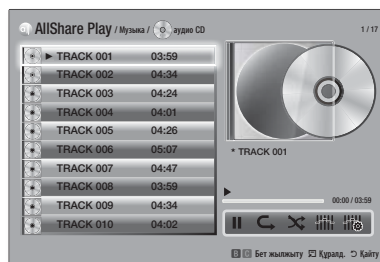 AllShare Play / Музыка / аудио CD 1 / 17
► TRACK 001 03:59
TRACK 002 04:34
TRACK 003 04:24
TRACK 004 04:01
TRACK 005 04:26
TRACK 006 05:07
TRACK 007 04:47
TRACK 008 03:59
TRACK 009 04:34
TRACK 010 04:02
* TRACK 001
00:00 / 03:59
B C Бет жылжыту Құралд. Қайту